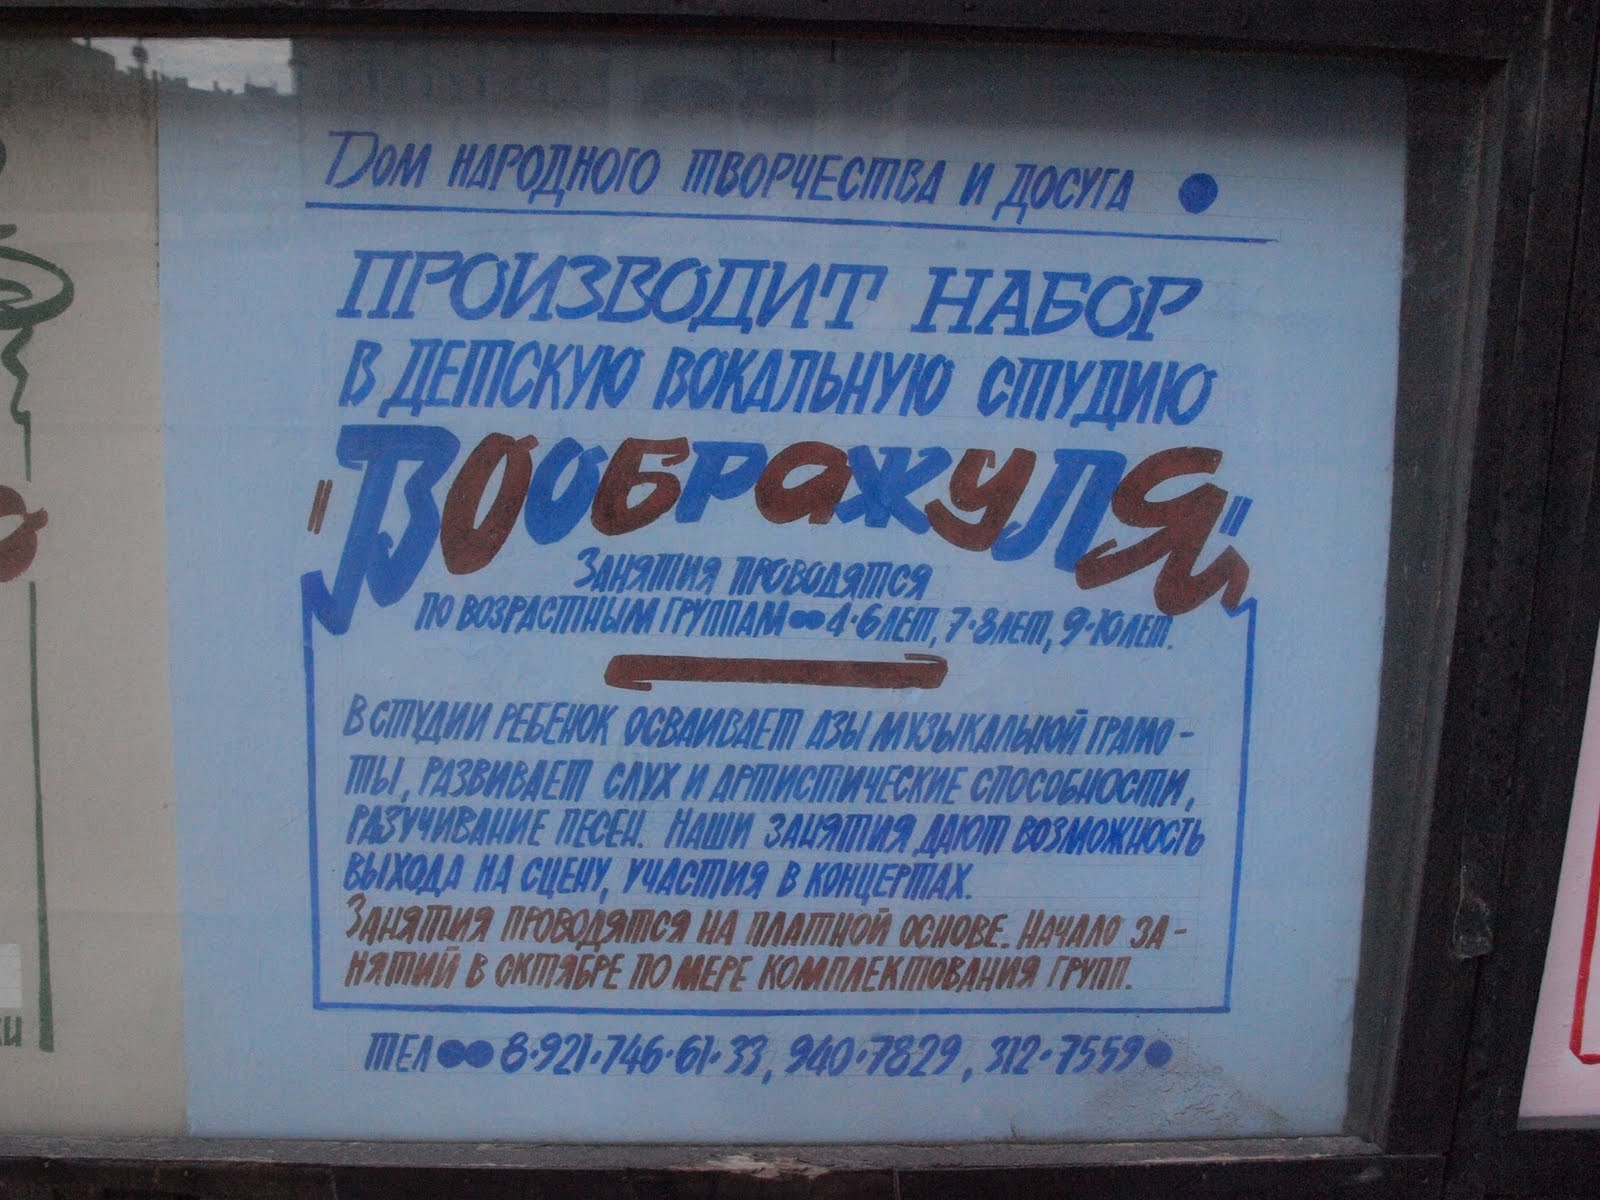 Дом народного творчества и досуга
ПРОИЗВОДИТ НАБОР
в детскую вокальную студию
"Воображуля"
Занятия проводятся
по возрастным группам •• 4-6 лет, 7-8 лет, 9-10 лет.
В студии ребенок осваивает азы музыкальной грамо-
ты, развивает слух и артистические способности,
разучивание песен. Наши занятия дают возможность
выхода на сцену, участия в концертах.
Занятия проводятся на платной основе. Начало за-
нятий в октябре по мере комплектования групп.
тел •• 8-921-746-61-33, 940-7829, 312-7559
ки